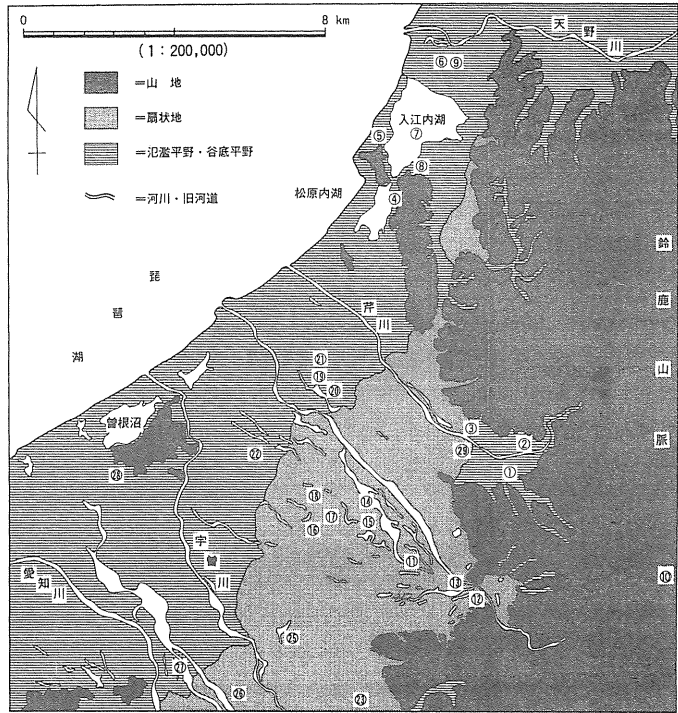 0 8 km
(1:200,000)
=山 地
=扇状地
=氾濫平野・谷底平野
=河川・旧河道
天野川
⑥⑨
入江内湖
⑦
⑤
⑧
松原内湖
④
琵琶湖
鈴鹿山脈
芹川
㉑
⑲
⑳
③
②
㉙
①
曽根沼
㉒
㉘
⑱
⑭
⑰
⑮
⑯
⑪
宇曽川
⑬
⑩
⑫
愛知川
㉕
㉗
㉖